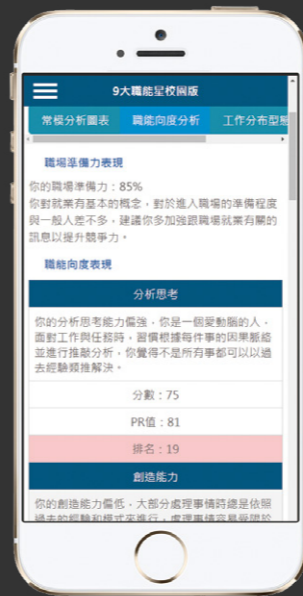 9大職能星校園版
常模分析圖表 職能向度分析 工作分布型態
職場準備力表現
你的職場準備力：85%
你對就業有基本的概念，對於進入職場的準備程度
與一般人差不多，建議你多加強跟職場就業有關的
訊息以提升競爭力。
職能向度表現
分析思考
你的分析思考能力偏強，你是一個愛動腦的人，
面對工作與任務時，習慣根據每件事的因果脈絡
並進行推敲分析，你覺得不是所有事都可以以過
去經驗類推解決。
分數：75
PR值：81
排名：19
創造能力
你的創造能力偏低，大部分處理事情時總是依照
過去的經驗和模式來進行，處理事情容易受限於